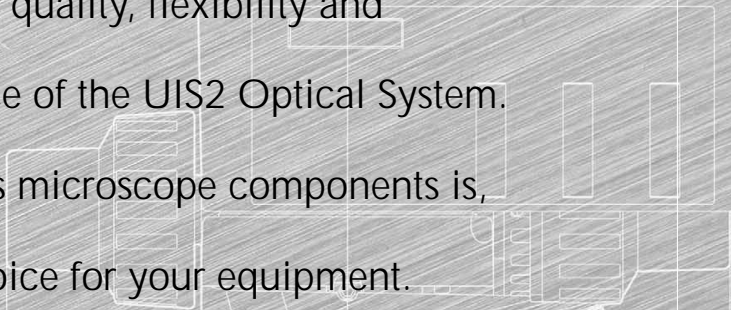 quality, flexibility and
e of the UIS2 Optical System.
s microscope components is,
oice for your equipment.